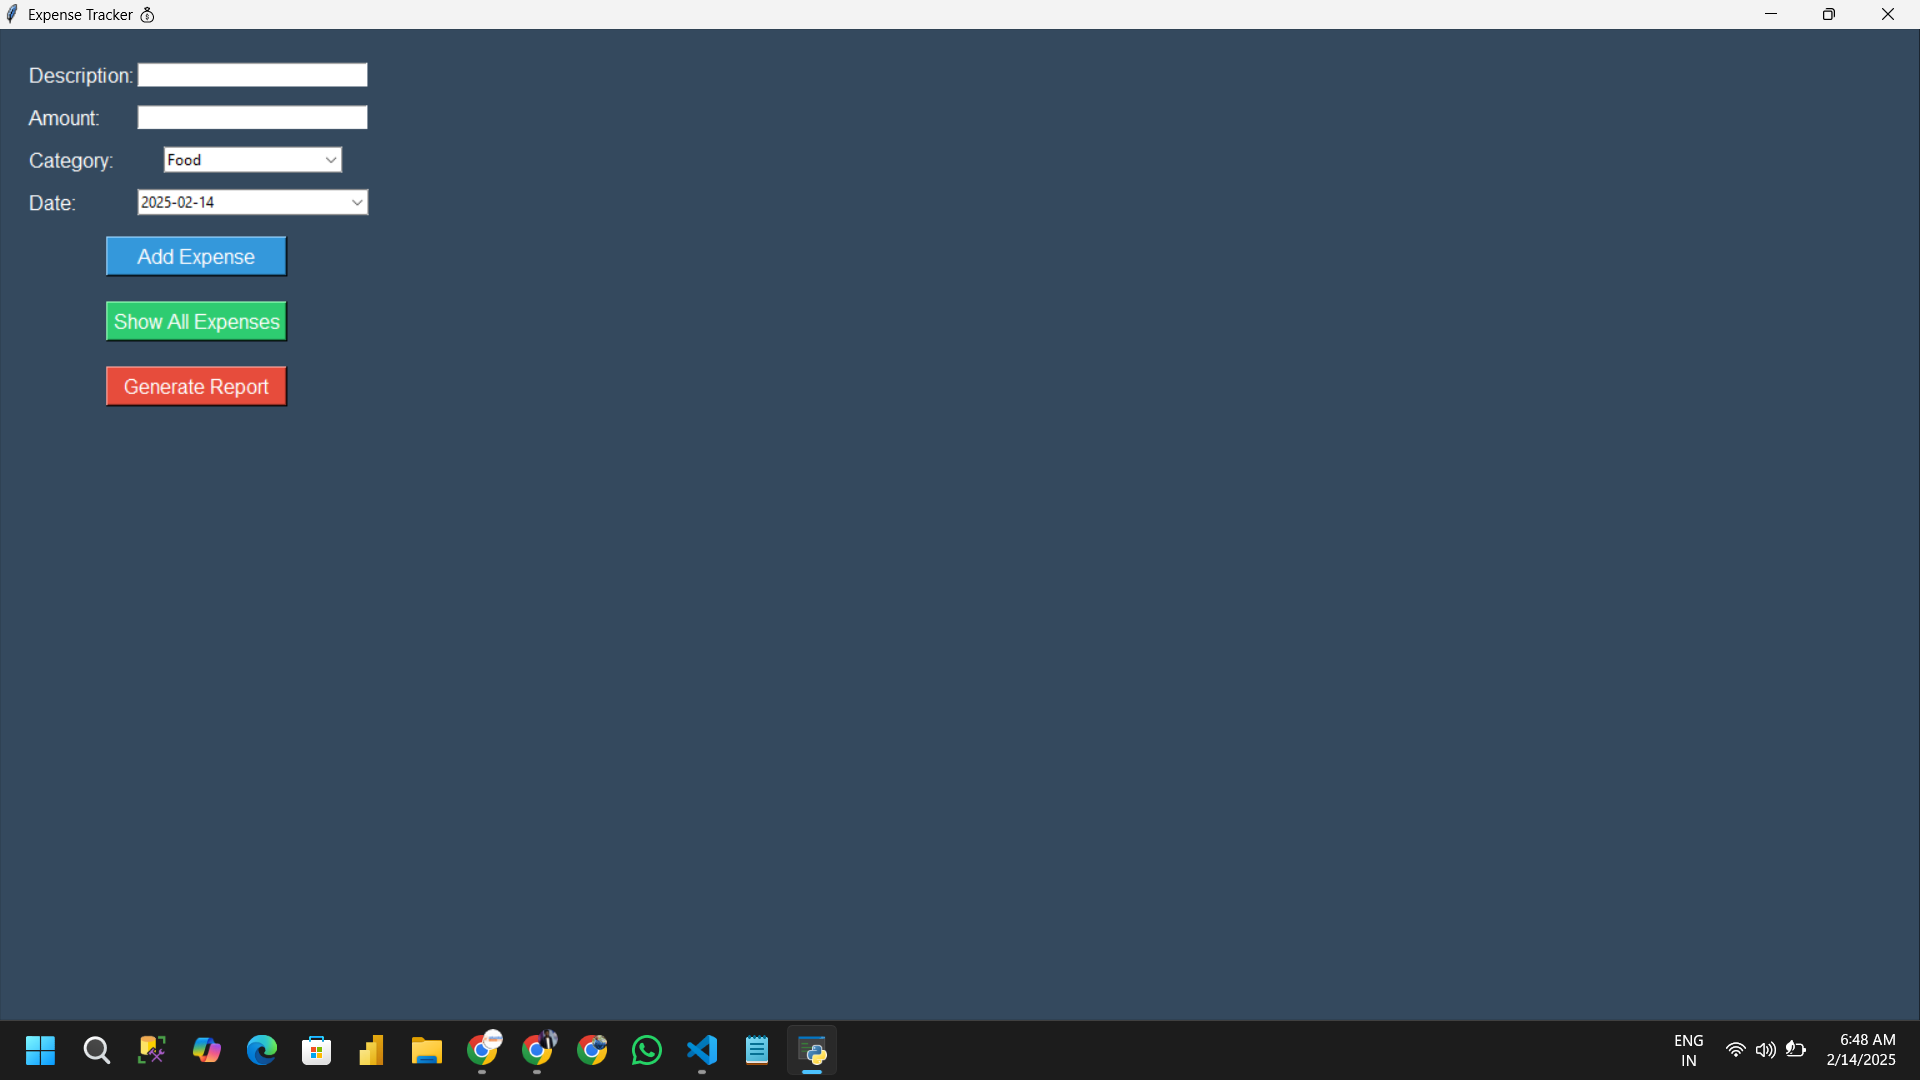 Expense Tracker
Description:
Amount:
Category: Food
Date: 2025-02-14
Add Expense
Show All Expenses
Generate Report
ENG
IN
6:48 AM
2/14/2025